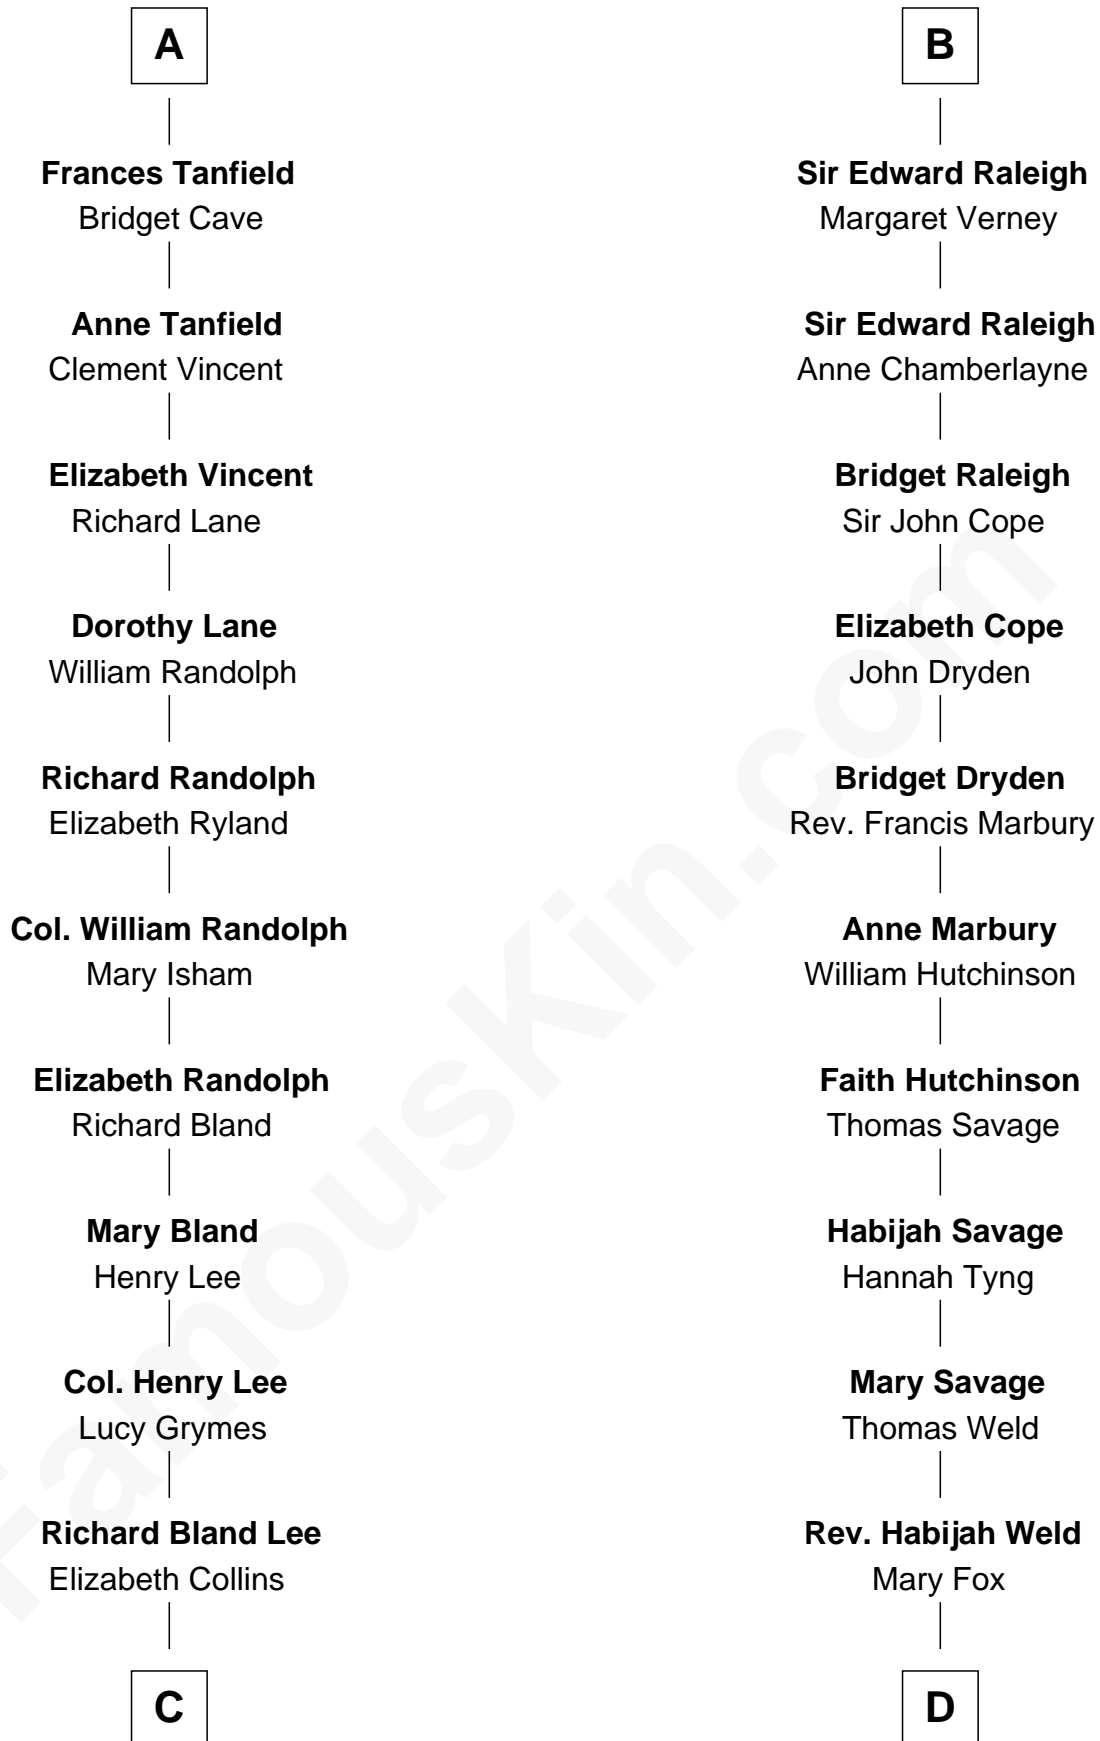 A
Frances Tanfield
Bridget Cave
Anne Tanfield
Clement Vincent
Elizabeth Vincent
Richard Lane
Dorothy Lane
William Randolph
Richard Randolph
Elizabeth Ryland
Col. William Randolph
Mary Isham
Elizabeth Randolph
Richard Bland
Mary Bland
Henry Lee
Col. Henry Lee
Lucy Grymes
Richard Bland Lee
Elizabeth Collins
C
B
Sir Edward Raleigh
Margaret Verney
Sir Edward Raleigh
Anne Chamberlayne
Bridget Raleigh
Sir John Cope
Elizabeth Cope
John Dryden
Bridget Dryden
Rev. Francis Marbury
Anne Marbury
William Hutchinson
Faith Hutchinson
Thomas Savage
Habijah Savage
Hannah Tyng
Mary Savage
Thomas Weld
Rev. Habijah Weld
Mary Fox
D
FamousKin.com